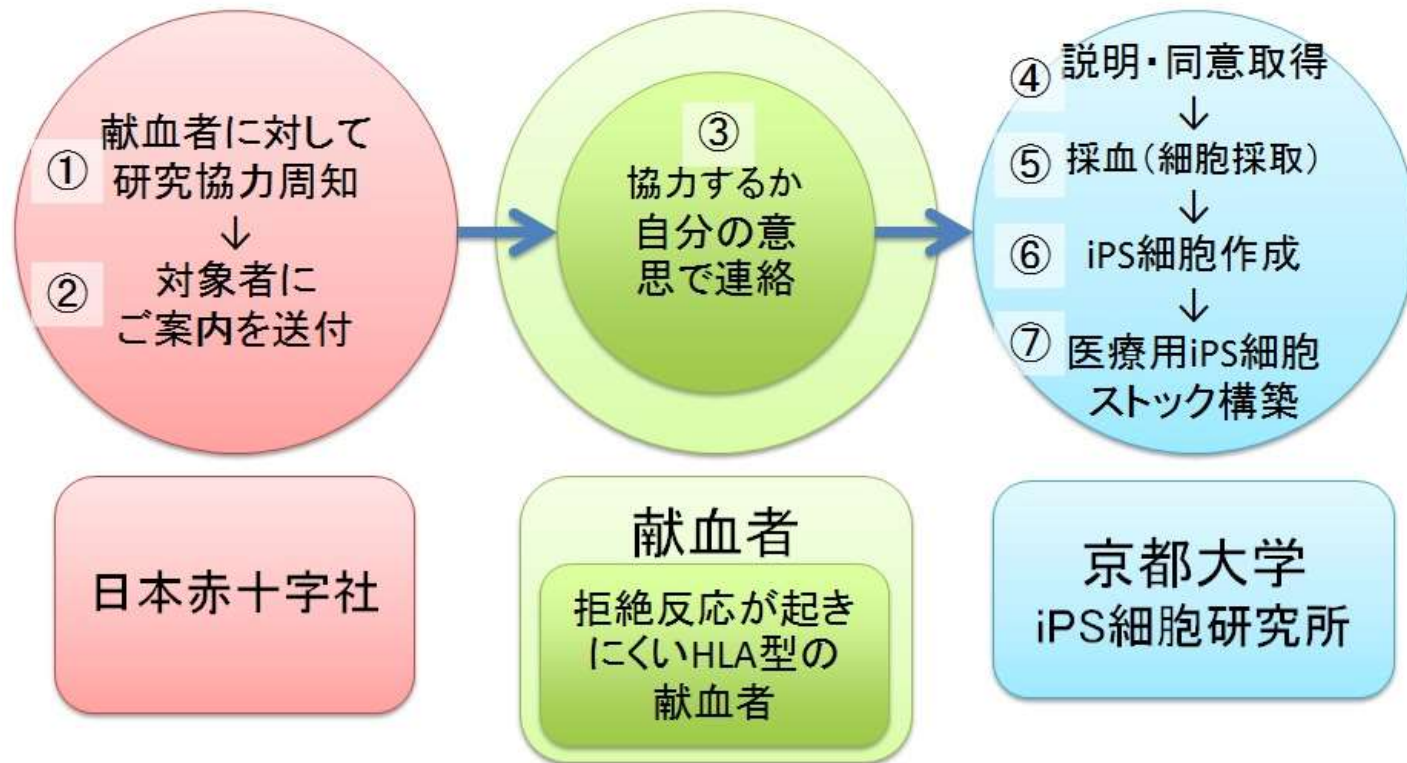 ①
献血者に対して
研究協力周知
↓
②
対象者に
ご案内を送付
③
協力するか
自分の意
思で連絡
④ 説明・同意取得
↓
⑤ 採血(細胞採取)
↓
⑥ iPS細胞作成
↓
⑦ 医療用iPS細胞
ストック構築
日本赤十字社
献血者
拒絶反応が起き
にくいHLA型の
献血者
京都大学
iPS細胞研究所